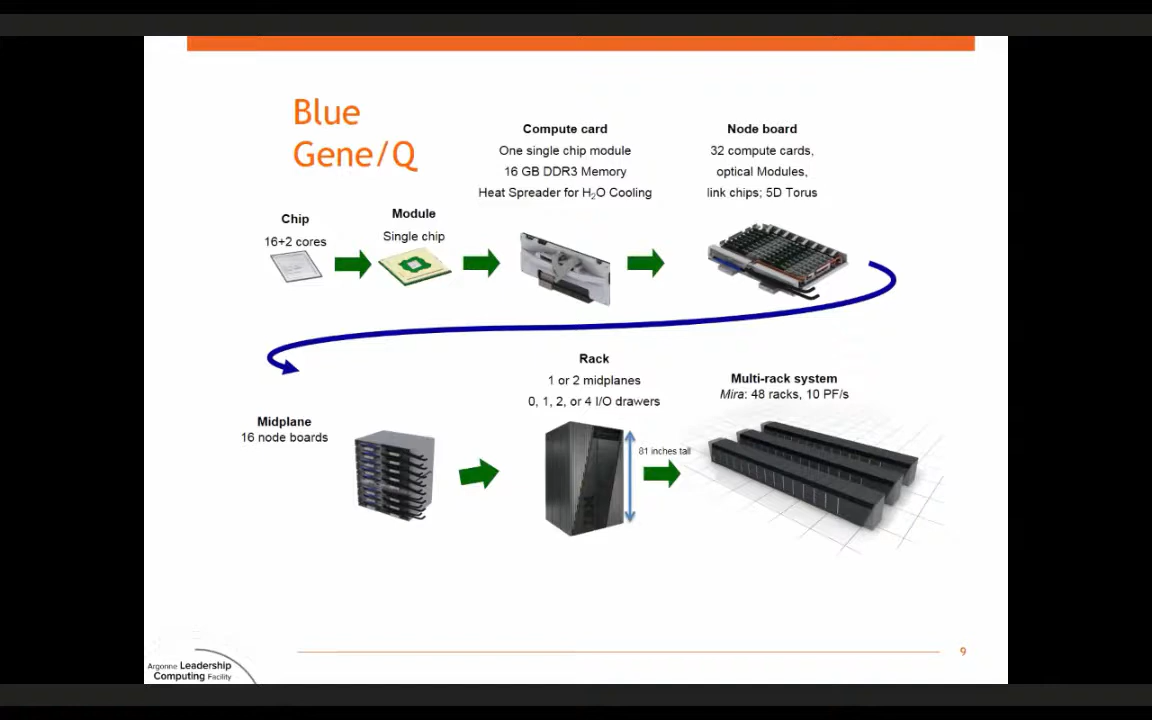 Blue
Gene/Q
Compute card
One single chip module
16 GB DDR3 Memory
Heat Spreader for H₂O Cooling
Node board
32 compute cards,
optical Modules,
link chips; 5D Torus
Chip
16+2 cores
Module
Single chip
Rack
1 or 2 midplanes
0, 1, 2, or 4 I/O drawers
Multi-rack system
Mira: 48 racks, 10 PF/s
Midplane
16 node boards
81 inches tall
Argonne Leadership
Computing Facility
9